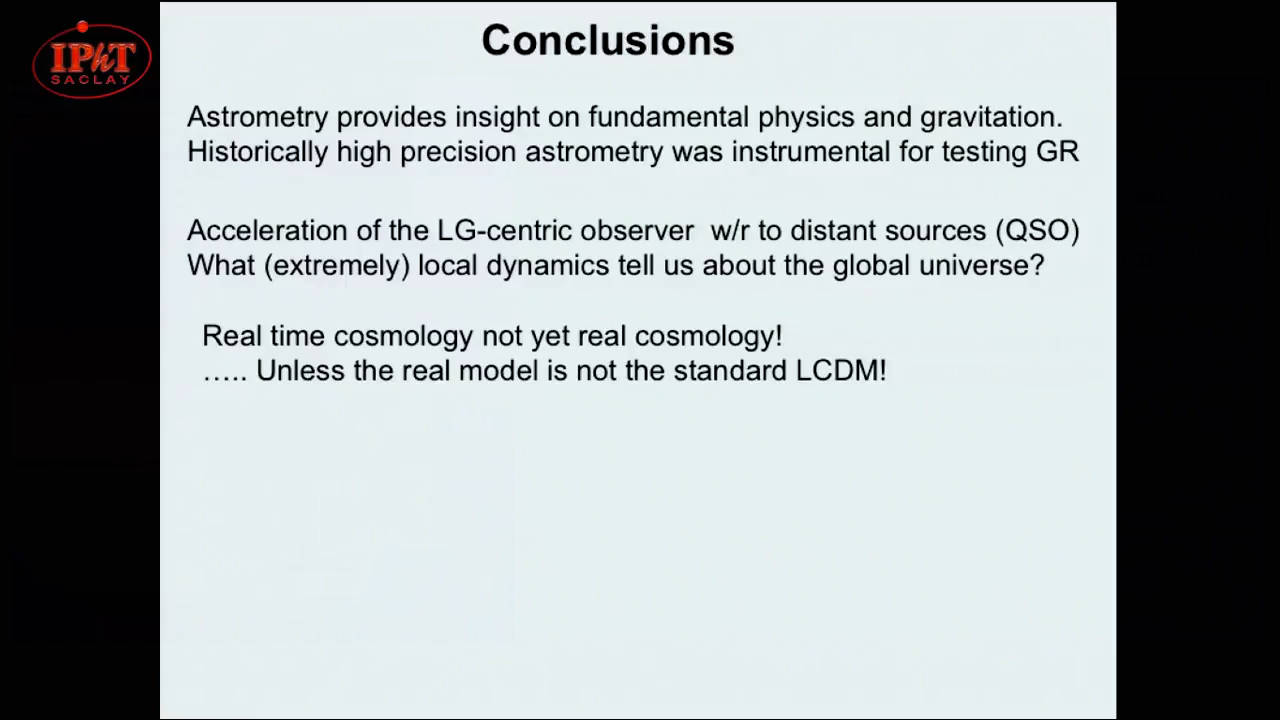 IPhT
SACLAY
Conclusions
Astrometry provides insight on fundamental physics and gravitation.
Historically high precision astrometry was instrumental for testing GR
Acceleration of the LG-centric observer w/r to distant sources (QSO)
What (extremely) local dynamics tell us about the global universe?
Real time cosmology not yet real cosmology!
….. Unless the real model is not the standard LCDM!